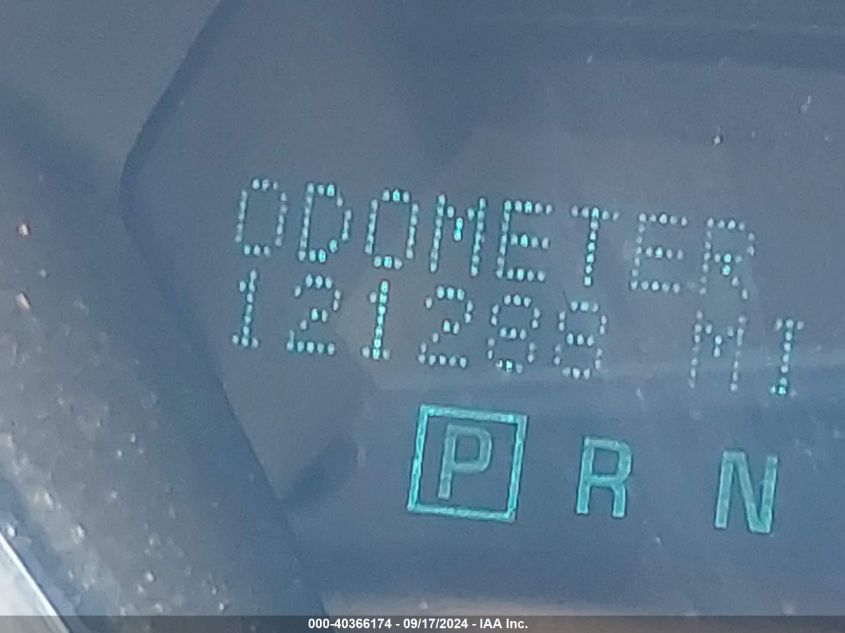 ODOMETER
121288 MI
P R N
000-40366174 - 09/17/2024 - IAA Inc.